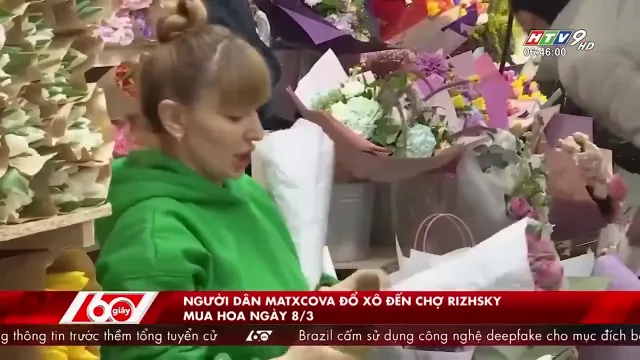 HTV9 HD
06:46:00
60 giây
NGƯỜI DÂN MATXCOVA ĐỔ XÔ ĐẾN CHỢ RIZHSKY
MUA HOA NGÀY 8/3
thông tin trước thềm tổng tuyển cử Brazil cấm sử dụng công nghệ deepfake cho mục đích